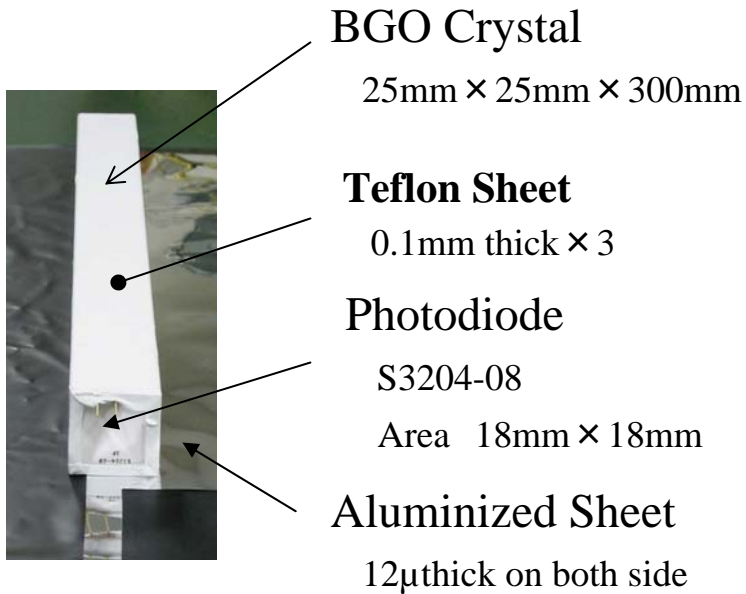 BGO Crystal
25mm × 25mm × 300mm
Teflon Sheet
0.1mm thick × 3
Photodiode
S3204-08
Area 18mm × 18mm
Aluminized Sheet
12μthick on both side